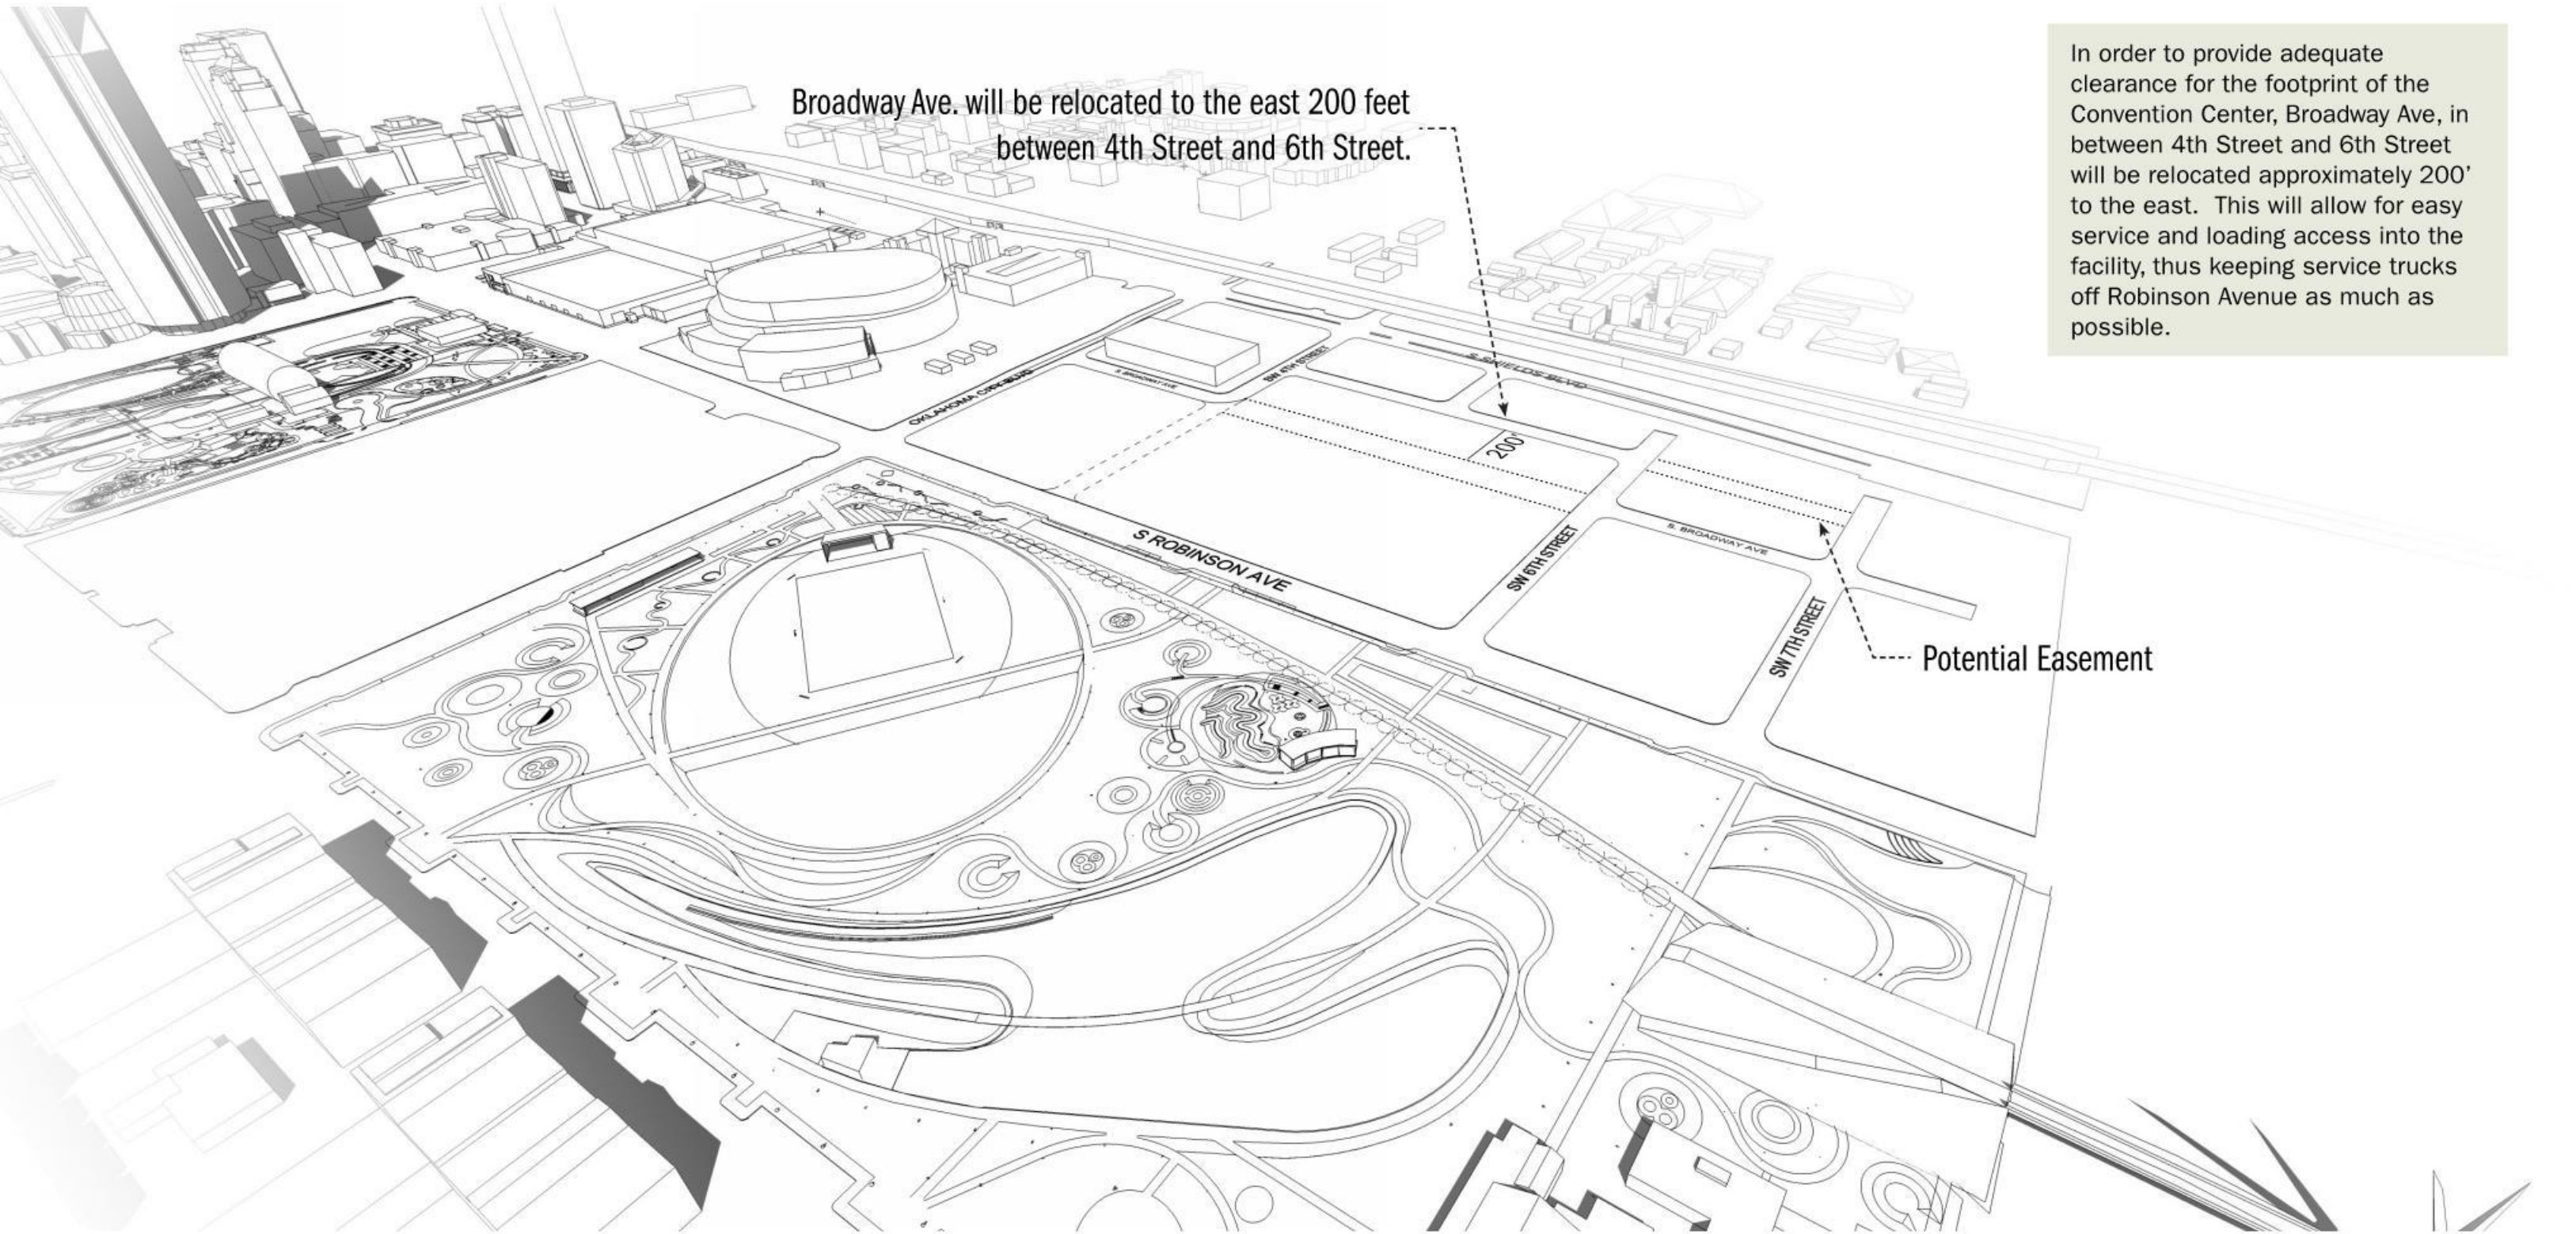 Broadway Ave. will be relocated to the east 200 feet
between 4th Street and 6th Street.
In order to provide adequate
clearance for the footprint of the
Convention Center, Broadway Ave, in
between 4th Street and 6th Street
will be relocated approximately 200'
to the east. This will allow for easy
service and loading access into the
facility, thus keeping service trucks
off Robinson Avenue as much as
possible.
OKLAHOMA CITY BLVD
S. BROADWAY AVE
SW 4TH STREET
S SHIELDS BLVD
200'
S ROBINSON AVE
SW 6TH STREET
S. BROADWAY AVE
SW 7TH STREET
Potential Easement